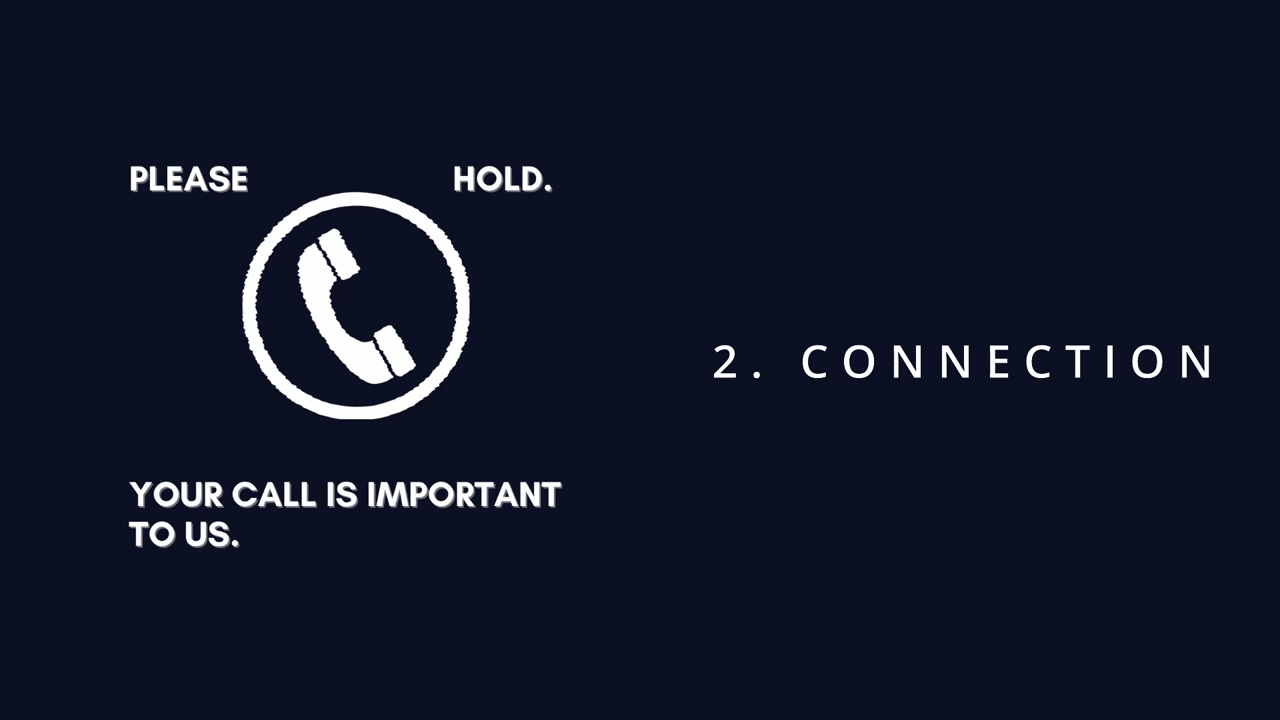 PLEASE HOLD.
YOUR CALL IS IMPORTANT
TO US.
2. CONNECTION